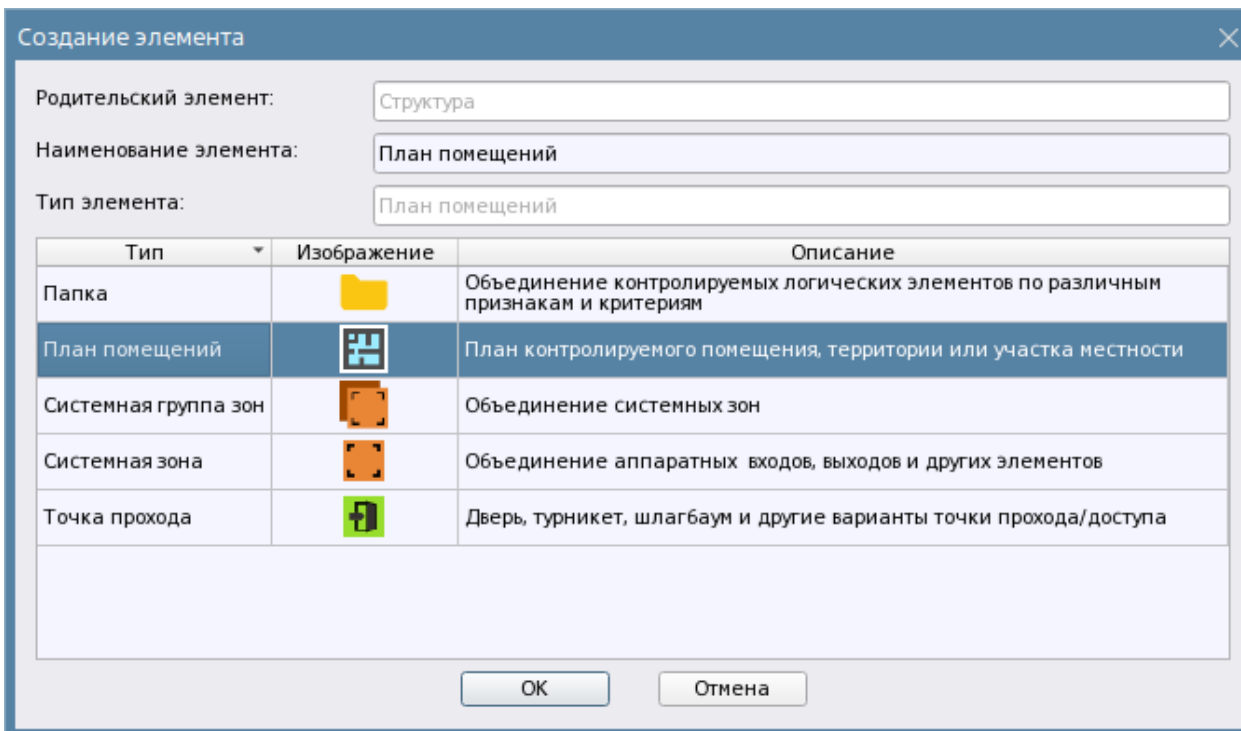 Создание элемента
Родительский элемент: Структура
Наименование элемента: План помещений
Тип элемента: План помещений
Тип Изображение Описание
Папка Объединение контролируемых логических элементов по различным
признакам и критериям
План помещений План контролируемого помещения, территории или участка местности
Системная группа зон Объединение системных зон
Системная зона Объединение аппаратных входов, выходов и других элементов
Точка прохода Дверь, турникет, шлагбаум и другие варианты точки прохода/доступа
ОК Отмена